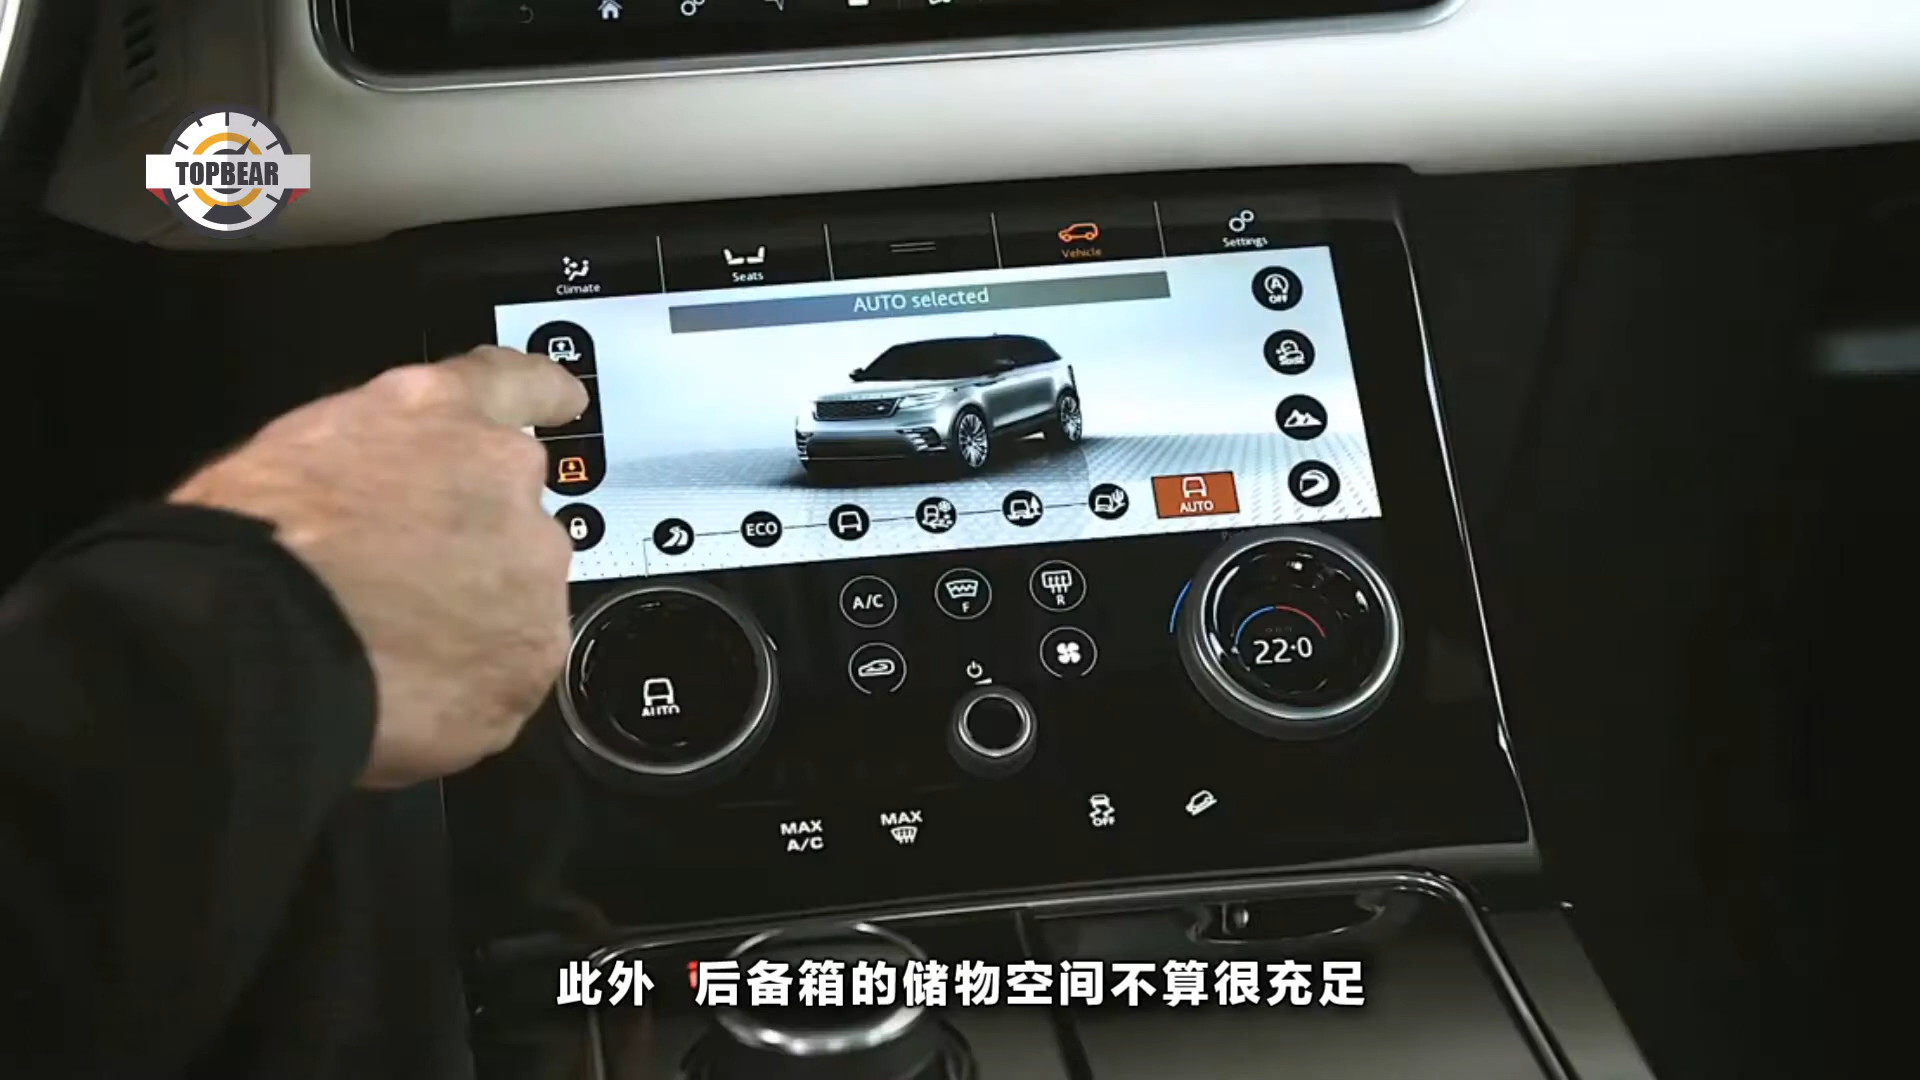 TOPBEAR
Climate
Seats
Vehicle
Settings
AUTO selected
OFF
ECO
AUTO
A/C
F
R
22·0
AUTO
MAX
A/C
MAX
OFF
此外 后备箱的储物空间不算很充足